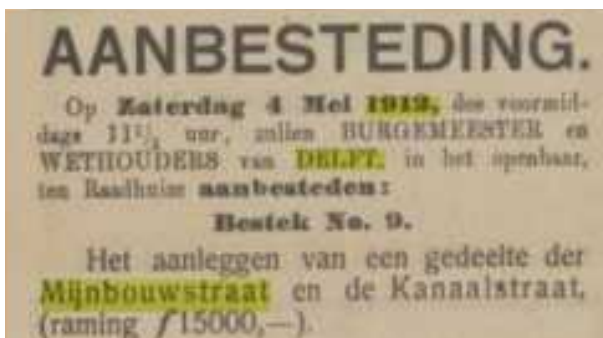 AANBESTEDING.
Op Zaterdag 4 Mei 1912, des voormid-
dags 11½ uur, zullen BURGEMEESTER en
WETHOUDERS van DELFT, in het openbaar,
ten Raadhuize aanbesteden:
Bestek No. 9.
Het aanleggen van een gedeelte der
Mijnbouwstraat en de Kanaalstraat,
(raming ƒ15000,—).